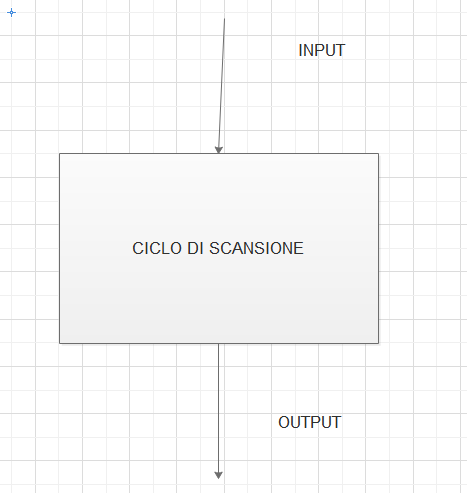 INPUT
CICLO DI SCANSIONE
OUTPUT